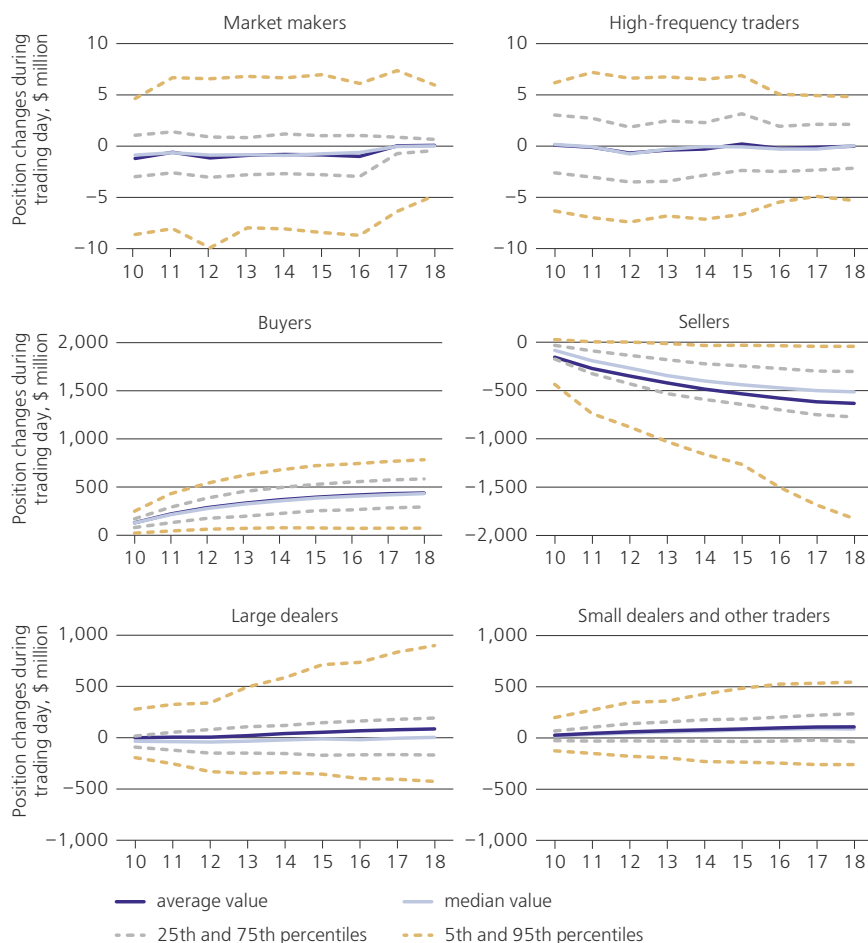 Market makers
Position changes during
trading day, $ million
10
5
0
−5
−10
10 11 12 13 14 15 16 17 18
High-frequency traders
10
5
0
−5
−10
10 11 12 13 14 15 16 17 18
Buyers
Position changes during
trading day, $ million
2,000
1,500
1,000
500
0
10 11 12 13 14 15 16 17 18
Sellers
0
−500
−1,000
−1,500
−2,000
10 11 12 13 14 15 16 17 18
Large dealers
Position changes during
trading day, $ million
1,000
500
0
−500
−1,000
10 11 12 13 14 15 16 17 18
Small dealers and other traders
1,000
500
0
−500
−1,000
10 11 12 13 14 15 16 17 18
average value
median value
25th and 75th percentiles
5th and 95th percentiles